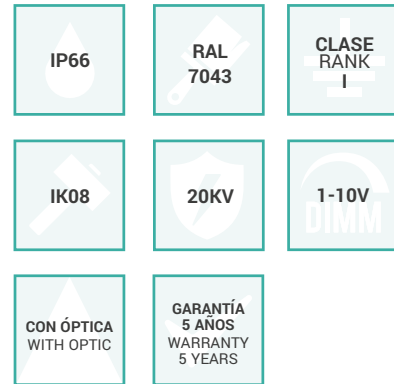 IP66
RAL
7043
CLASE
RANK
I
IK08
20KV
1-10V
DIMM
CON ÓPTICA
WITH OPTIC
GARANTÍA
5 AÑOS
WARRANTY
5 YEARS